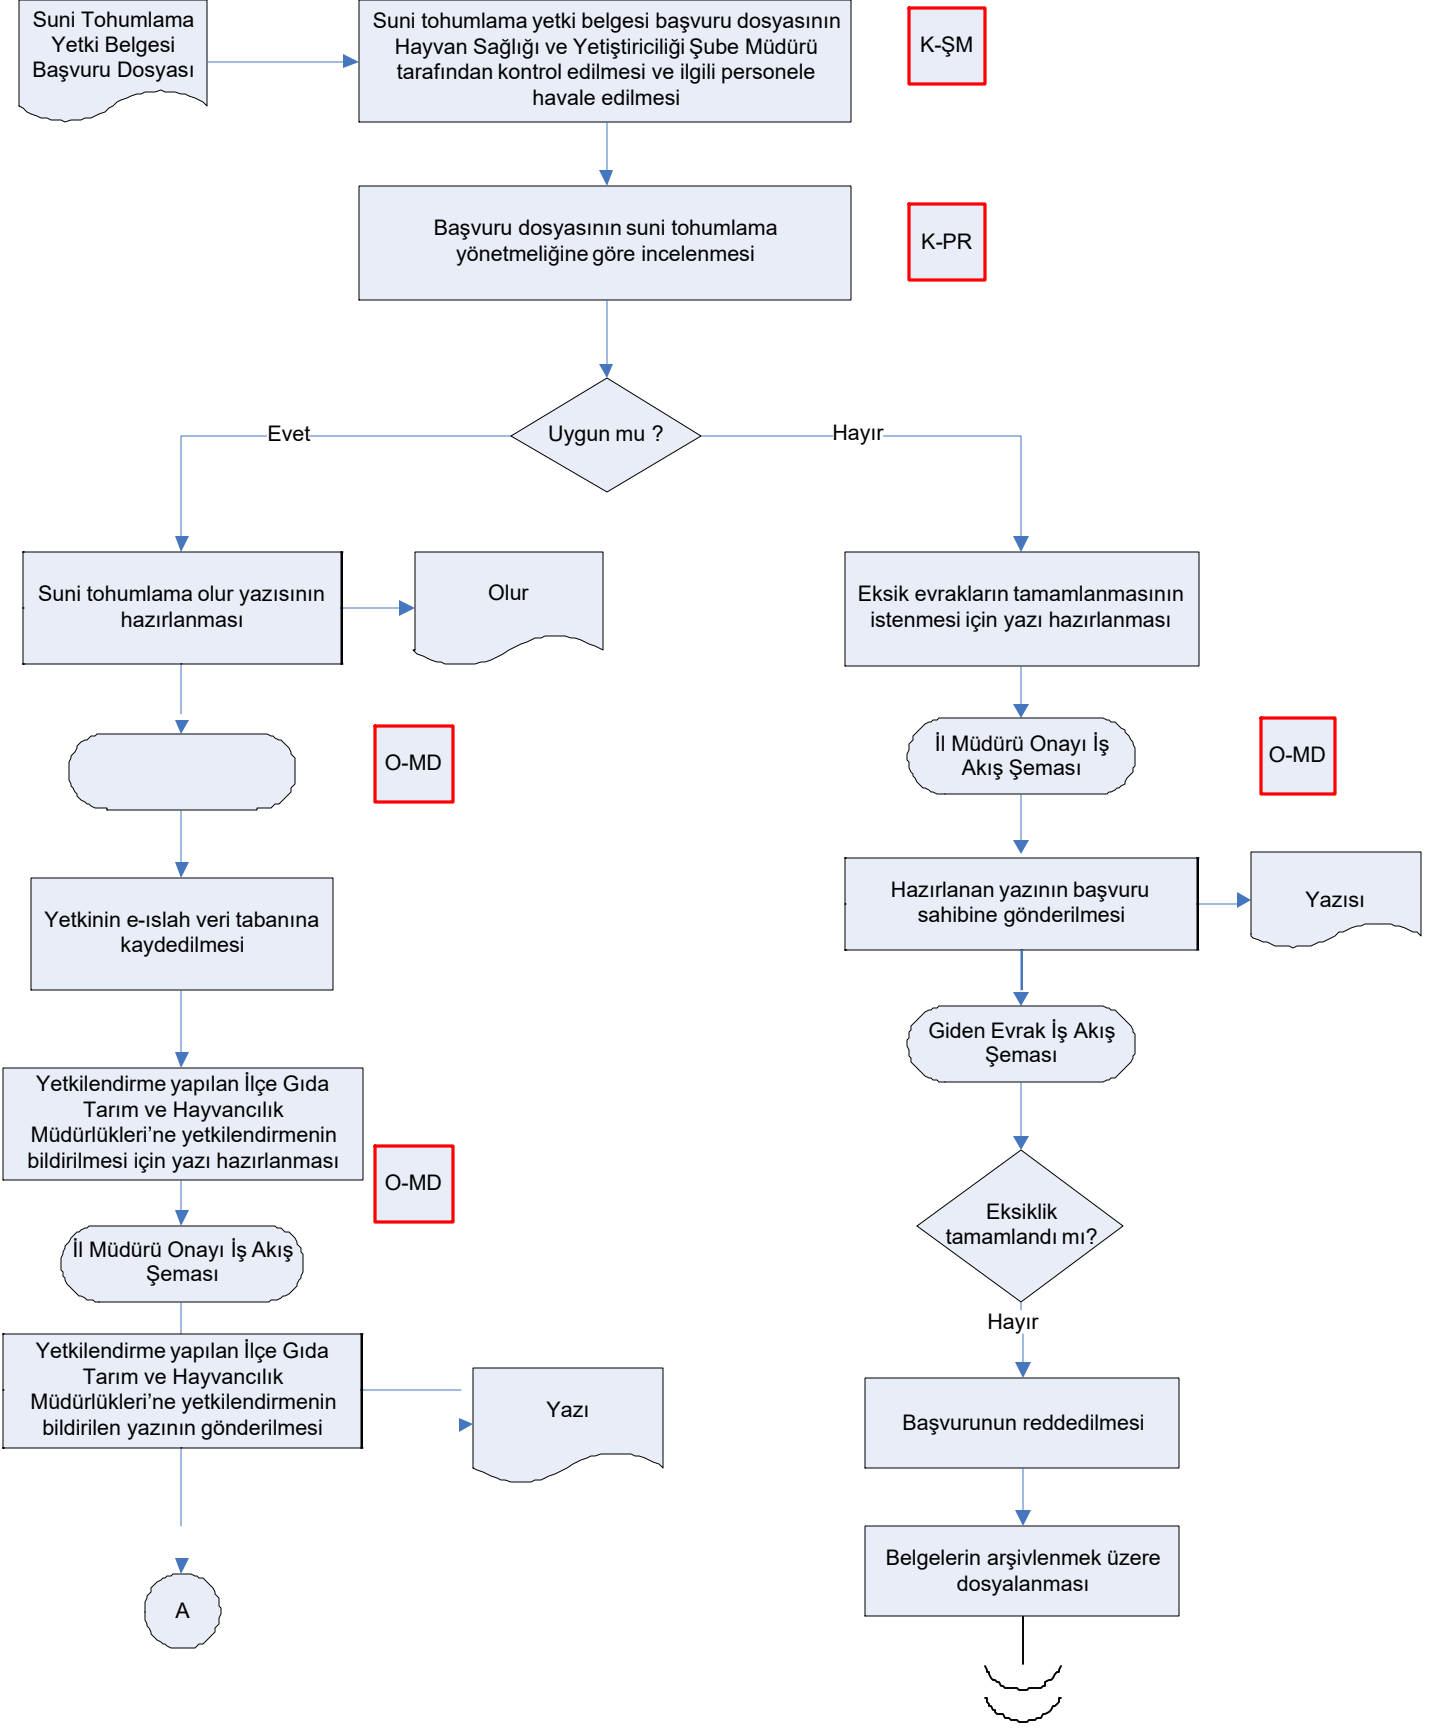 Suni Tohumlama
Yetki Belgesi
Başvuru Dosyası
Suni tohumlama yetki belgesi başvuru dosyasının
Hayvan Sağlığı ve Yetiştiriciliği Şube Müdürü
tarafından kontrol edilmesi ve ilgili personele
havale edilmesi
K-ŞM
Başvuru dosyasının suni tohumlama
yönetmeliğine göre incelenmesi
K-PR
Uygun mu ?
Evet
Hayır
Suni tohumlama olur yazısının
hazırlanması
Olur
Eksik evrakların tamamlanmasının
istenmesi için yazı hazırlanması
O-MD
İl Müdürü Onayı İş
Akış Şeması
O-MD
Yetkinin e-ıslah veri tabanına
kaydedilmesi
Hazırlanan yazının başvuru
sahibine gönderilmesi
Yazısı
Giden Evrak İş Akış
Şeması
Yetkilendirme yapılan İlçe Gıda
Tarım ve Hayvancılık
Müdürlükleri’ne yetkilendirmenin
bildirilmesi için yazı hazırlanması
O-MD
İl Müdürü Onayı İş Akış
Şeması
Eksiklik
tamamlandı mı?
Hayır
Yetkilendirme yapılan İlçe Gıda
Tarım ve Hayvancılık
Müdürlükleri’ne yetkilendirmenin
bildirilen yazının gönderilmesi
Yazı
Başvurunun reddedilmesi
Belgelerin arşivlenmek üzere
dosyalanması
A